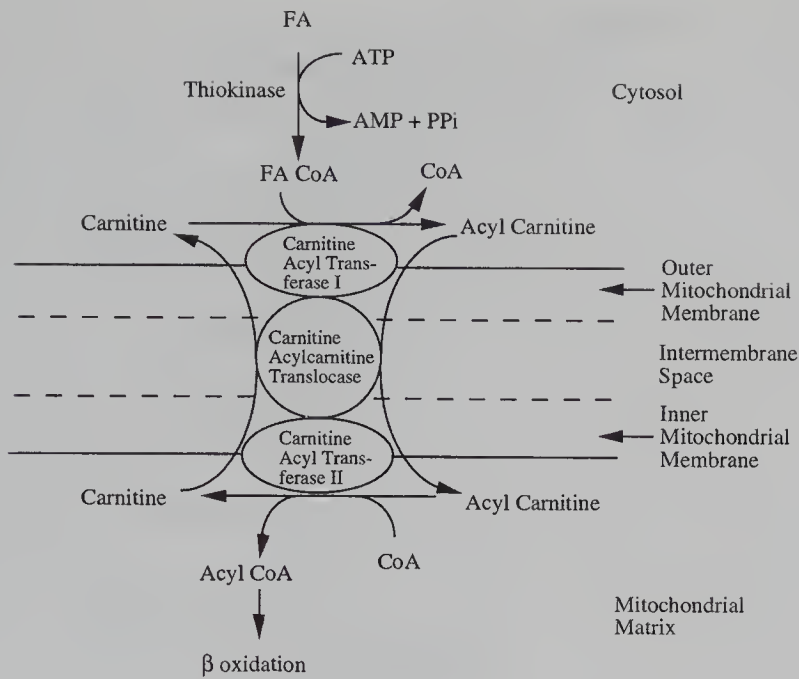 FA
ATP
Thiokinase
Cytosol
AMP + PPi
FA CoA
CoA
Carnitine
Acyl Carnitine
Carnitine
Acyl Trans-
ferase I
Outer
Mitochondrial
Membrane
Carnitine
Acylcarnitine
Translocase
Intermembrane
Space
Carnitine
Acyl Trans-
ferase II
Inner
Mitochondrial
Membrane
Carnitine
Acyl Carnitine
Acyl CoA
CoA
Mitochondrial
Matrix
β oxidation